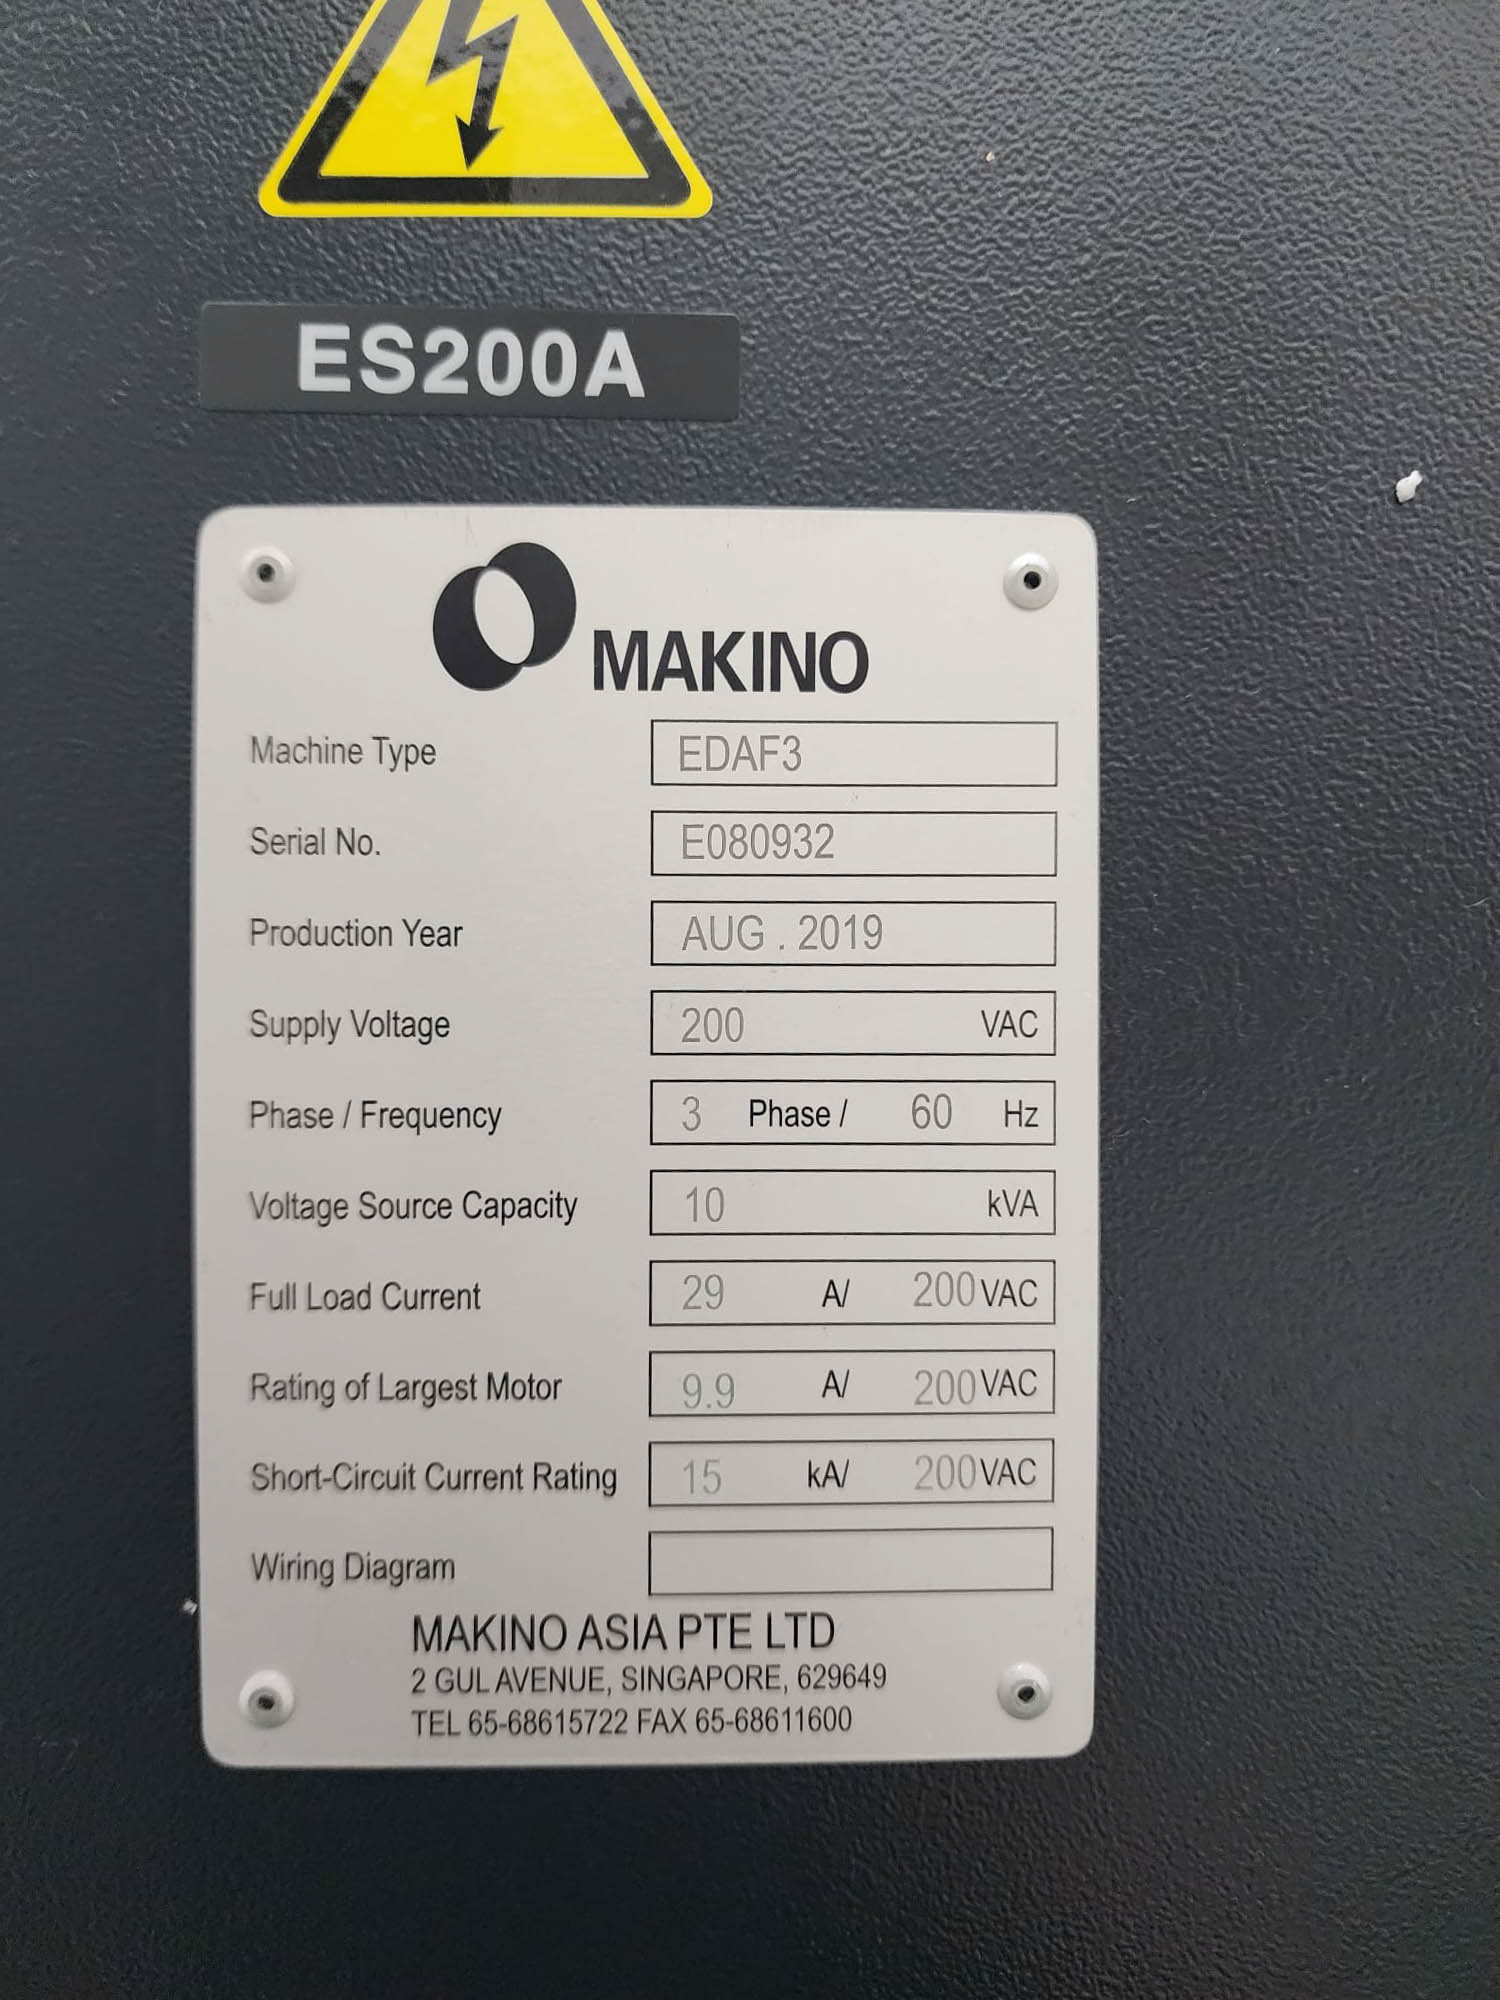 ES200A
MAKINO
Machine Type EDAF3
Serial No. E080932
Production Year AUG . 2019
Supply Voltage 200 VAC
Phase / Frequency 3 Phase / 60 Hz
Voltage Source Capacity 10 kVA
Full Load Current 29 A/ 200 VAC
Rating of Largest Motor 9.9 A/ 200 VAC
Short-Circuit Current Rating 15 kA/ 200 VAC
Wiring Diagram
MAKINO ASIA PTE LTD
2 GUL AVENUE, SINGAPORE, 629649
TEL 65-68615722 FAX 65-68611600